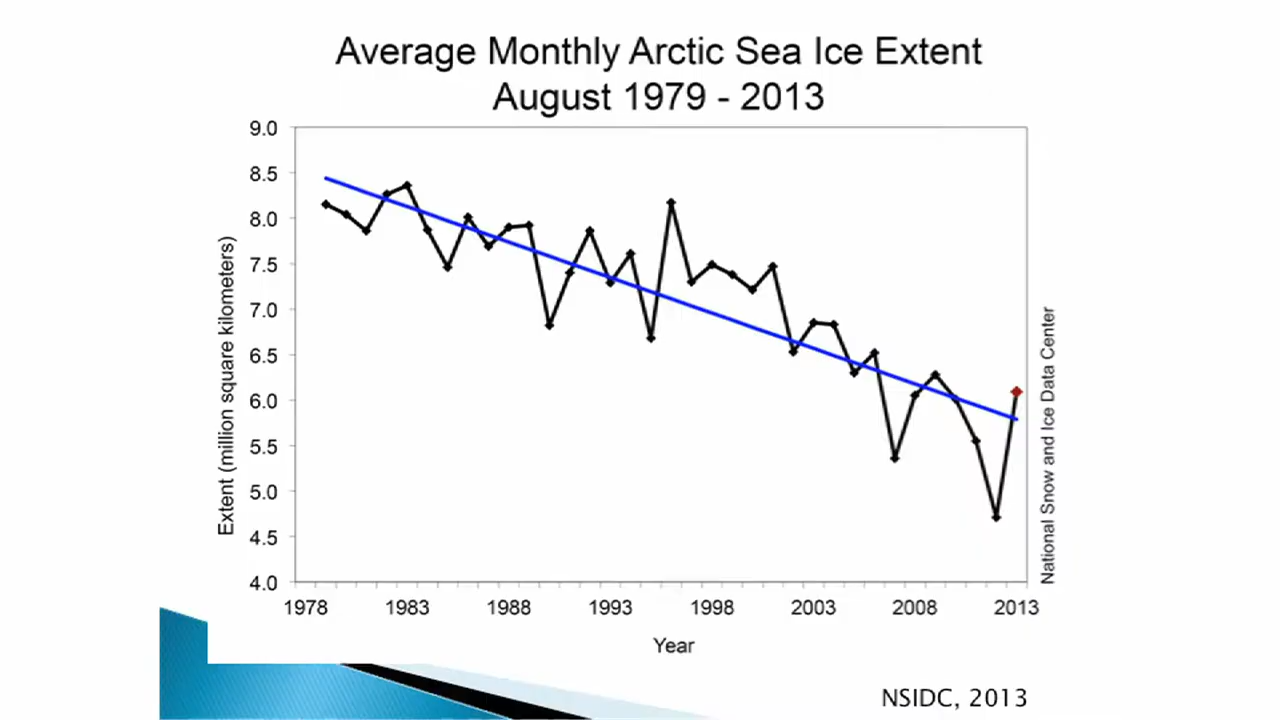 Average Monthly Arctic Sea Ice Extent
August 1979 - 2013
9.0
8.5
8.0
7.5
7.0
6.5
6.0
5.5
5.0
4.5
4.0
Extent (million square kilometers)
National Snow and Ice Data Center
1978 1983 1988 1993 1998 2003 2008 2013
Year
NSIDC, 2013